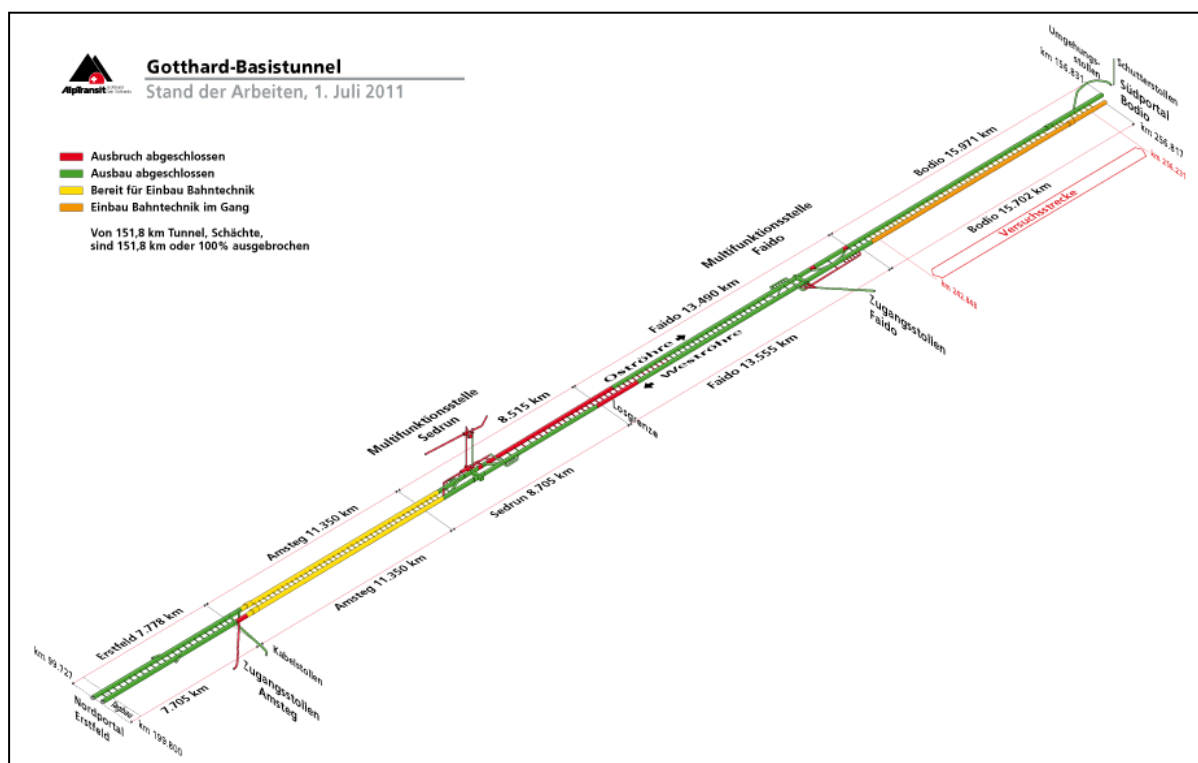 Gotthard-Basistunnel
Stand der Arbeiten, 1. Juli 2011
AlpTransit
Ausbruch abgeschlossen
Ausbau abgeschlossen
Bereit für Einbau Bahntechnik
Einbau Bahntechnik im Gang
Von 151,8 km Tunnel, Schächte,
sind 151,8 km oder 100% ausgebrochen
Umgehungs-
stollen
km 156.831
Schutterstollen
Südportal
Bodio
km 256.817
km 256.231
Bodio 15.971 km
Bodio 15.702 km
Versuchsstrecke
km 242.848
Multifunktionsstelle
Faido
Zugangsstollen
Faido
Faido 13.490 km
Oströhre
Weströhre
Faido 13.555 km
Losgrenze
8.515 km
Multifunktionsstelle
Sedrun
Sedrun 8.705 km
Amsteg 11.350 km
Amsteg 11.350 km
Erstfeld 7.778 km
Kabelstollen
Zugangsstollen
Amsteg
7.705 km
km 99.727
Tagbau
Nordportal
Erstfeld
km 199.800